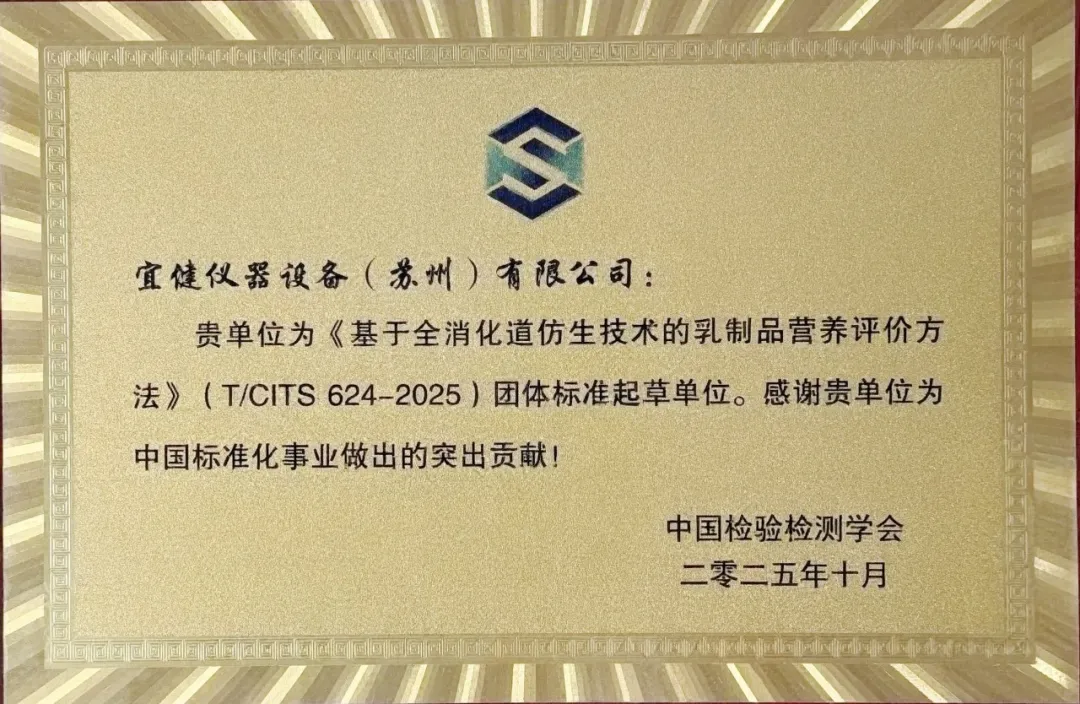 宜健仪器设备（苏州）有限公司：
贵单位为《基于全消化道仿生技术的乳制品营养评价方
法》（T/CITS 624-2025）团体标准起草单位。感谢贵单位为
中国标准化事业做出的突出贡献！
中国检验检测学会
二零二五年十月